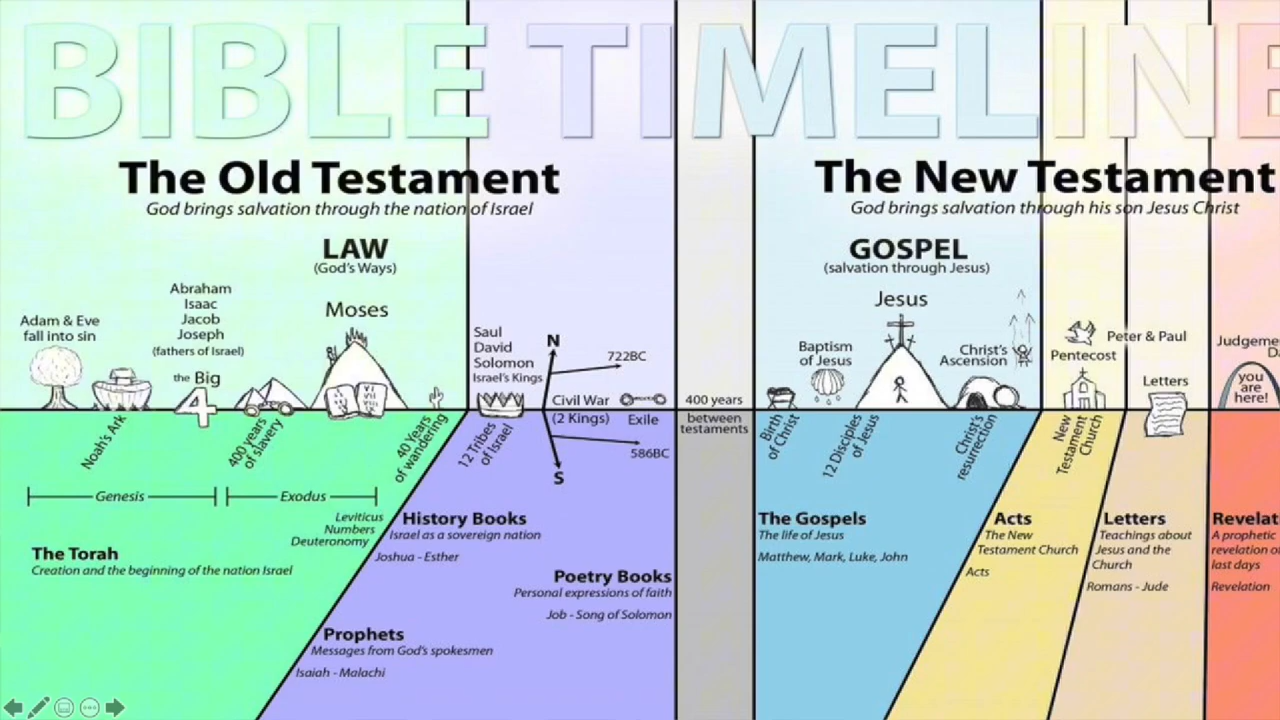 BIBLE TIMELINE
The Old Testament
God brings salvation through the nation of Israel
LAW
(God's Ways)
Moses
Abraham
Isaac
Jacob
Joseph
(fathers of Israel)
the Big
4
Adam & Eve
fall into sin
Noah's Ark
400 years
of slavery
VI
VII
40 Years
of wandering
Genesis
Exodus
Leviticus
Numbers
Deuteronomy
The Torah
Creation and the beginning of the nation Israel
Saul
David
Solomon
Israel's Kings
12 Tribes
of Israel
N
722BC
Civil War
(2 Kings)
Exile
586BC
S
History Books
Israel as a sovereign nation
Joshua - Esther
Poetry Books
Personal expressions of faith
Job - Song of Solomon
Prophets
Messages from God's spokesmen
Isaiah - Malachi
400 years
between
testaments
The New Testament
God brings salvation through his son Jesus Christ
GOSPEL
(salvation through Jesus)
Jesus
Baptism
of Jesus
Christ's
Ascension
Birth
of Christ
12 Disciples
of Jesus
Christ's
resurrection
The Gospels
The life of Jesus
Matthew, Mark, Luke, John
Pentecost
Peter & Paul
New
Testament
Church
Acts
The New
Testament Church
Acts
Letters
Letters
Teachings about
Jesus and the
Church
Romans - Jude
Judgeme
D
you
are
here!
Revelat
A prophetic
revelation o
last days
Revelation